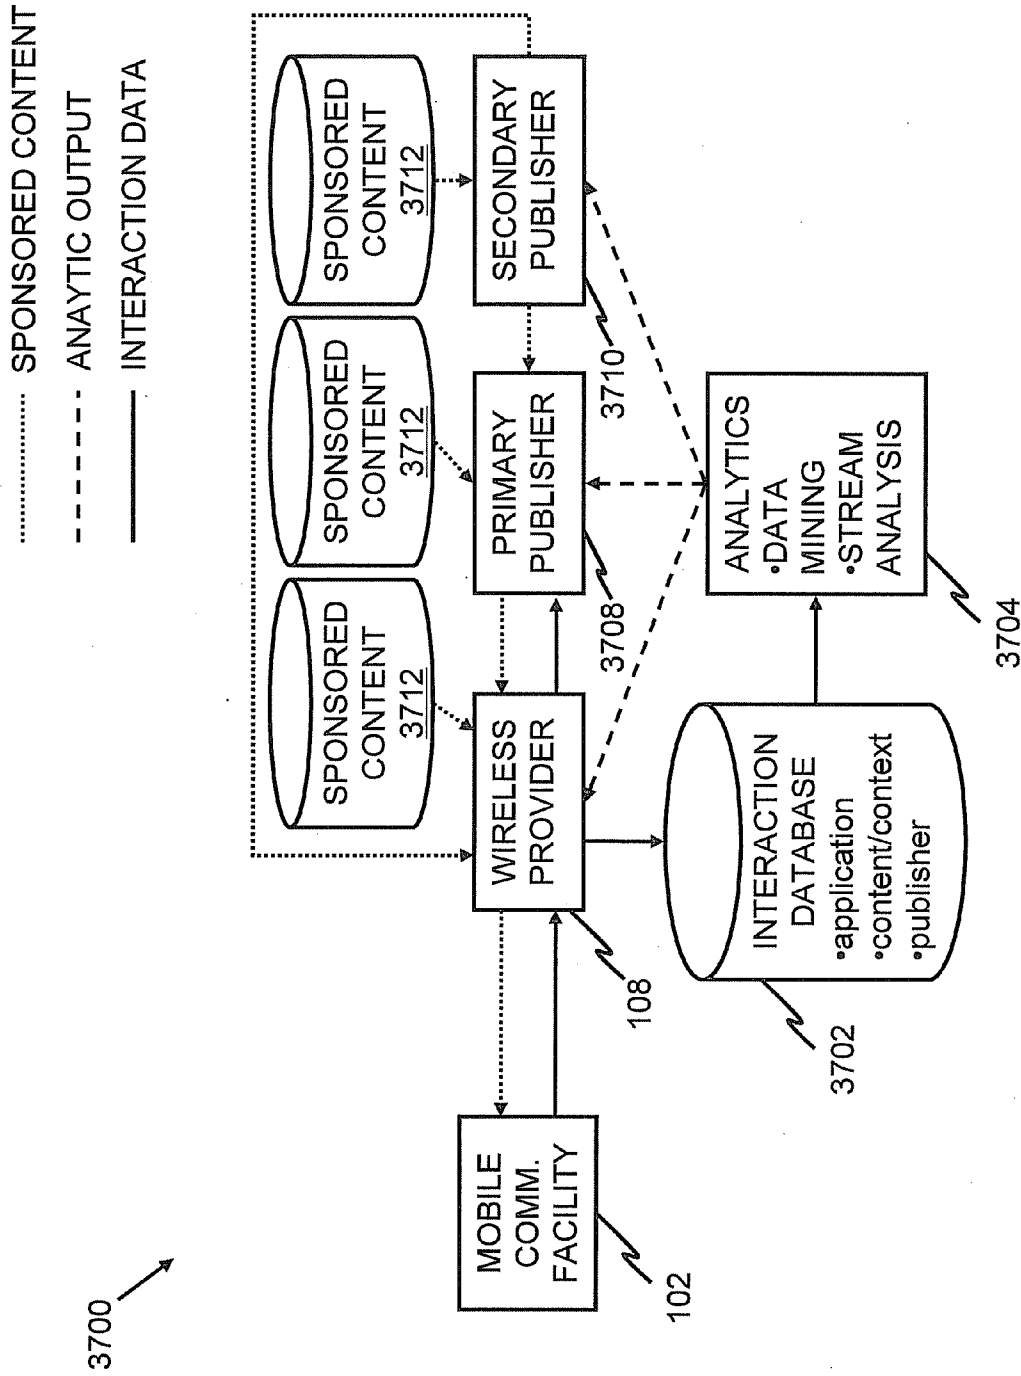 3700
SPONSORED CONTENT
ANAYTIC OUTPUT
INTERACTION DATA
SPONSORED
CONTENT
3712
SPONSORED
CONTENT
3712
SPONSORED
CONTENT
3712
MOBILE
COMM.
FACILITY
102
WIRELESS
PROVIDER
108
PRIMARY
PUBLISHER
3708
SECONDARY
PUBLISHER
3710
INTERACTION
DATABASE
•application
•content/context
•publisher
3702
ANALYTICS
•DATA
MINING
•STREAM
ANALYSIS
3704